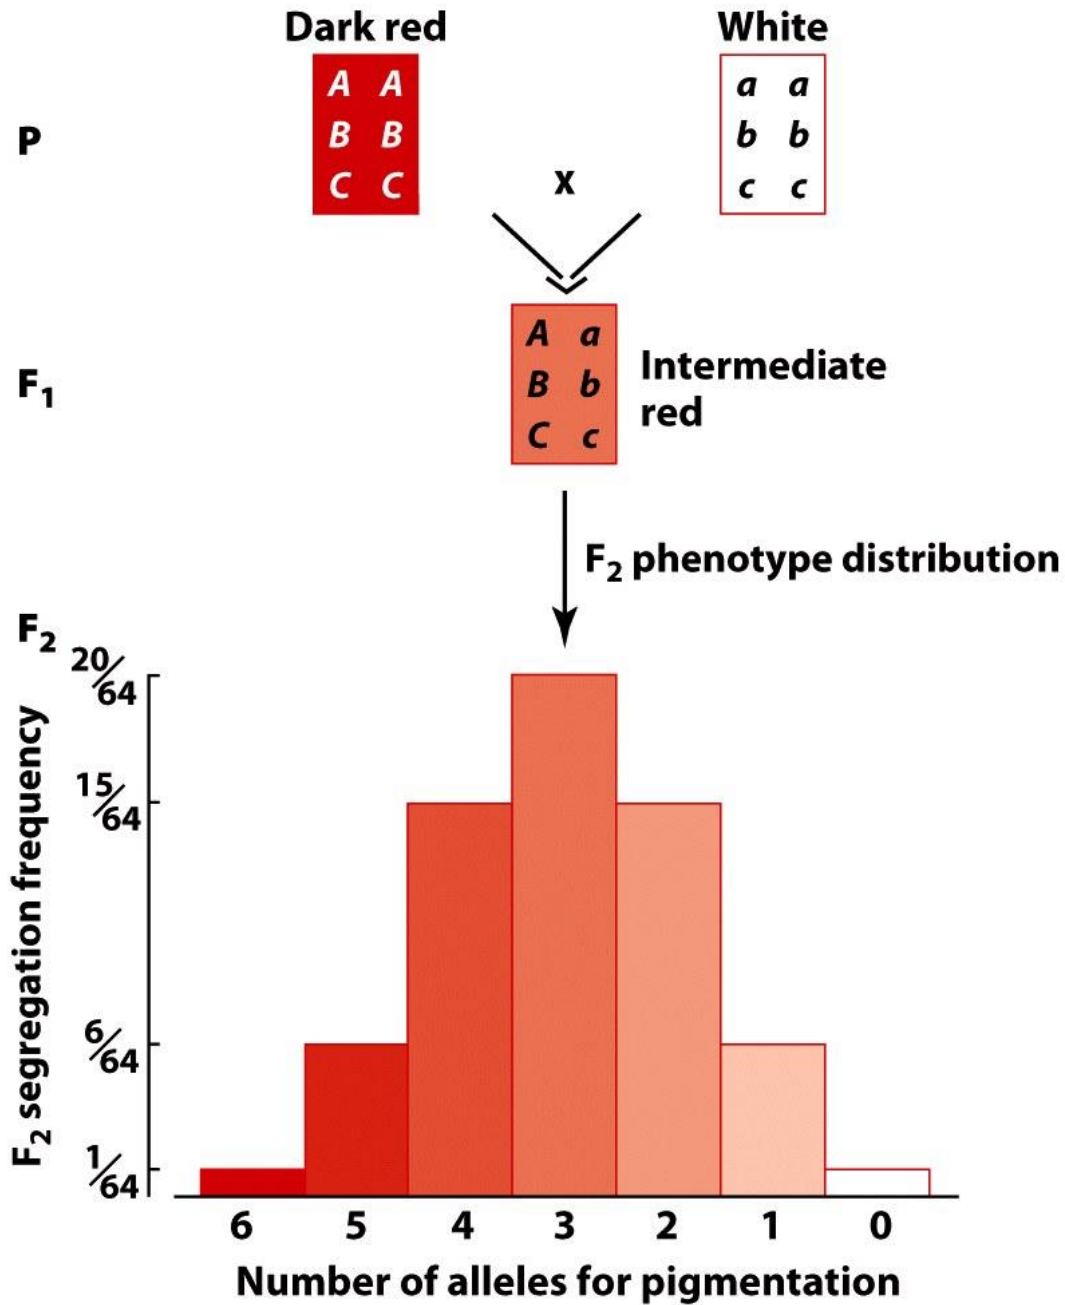 Dark red
White
A A
B B
C C
a a
b b
c c
P
x
A a
B b
C c
F₁
Intermediate
red
F₂ phenotype distribution
F₂
20/64
15/64
6/64
1/64
F₂ segregation frequency
6 5 4 3 2 1 0
Number of alleles for pigmentation